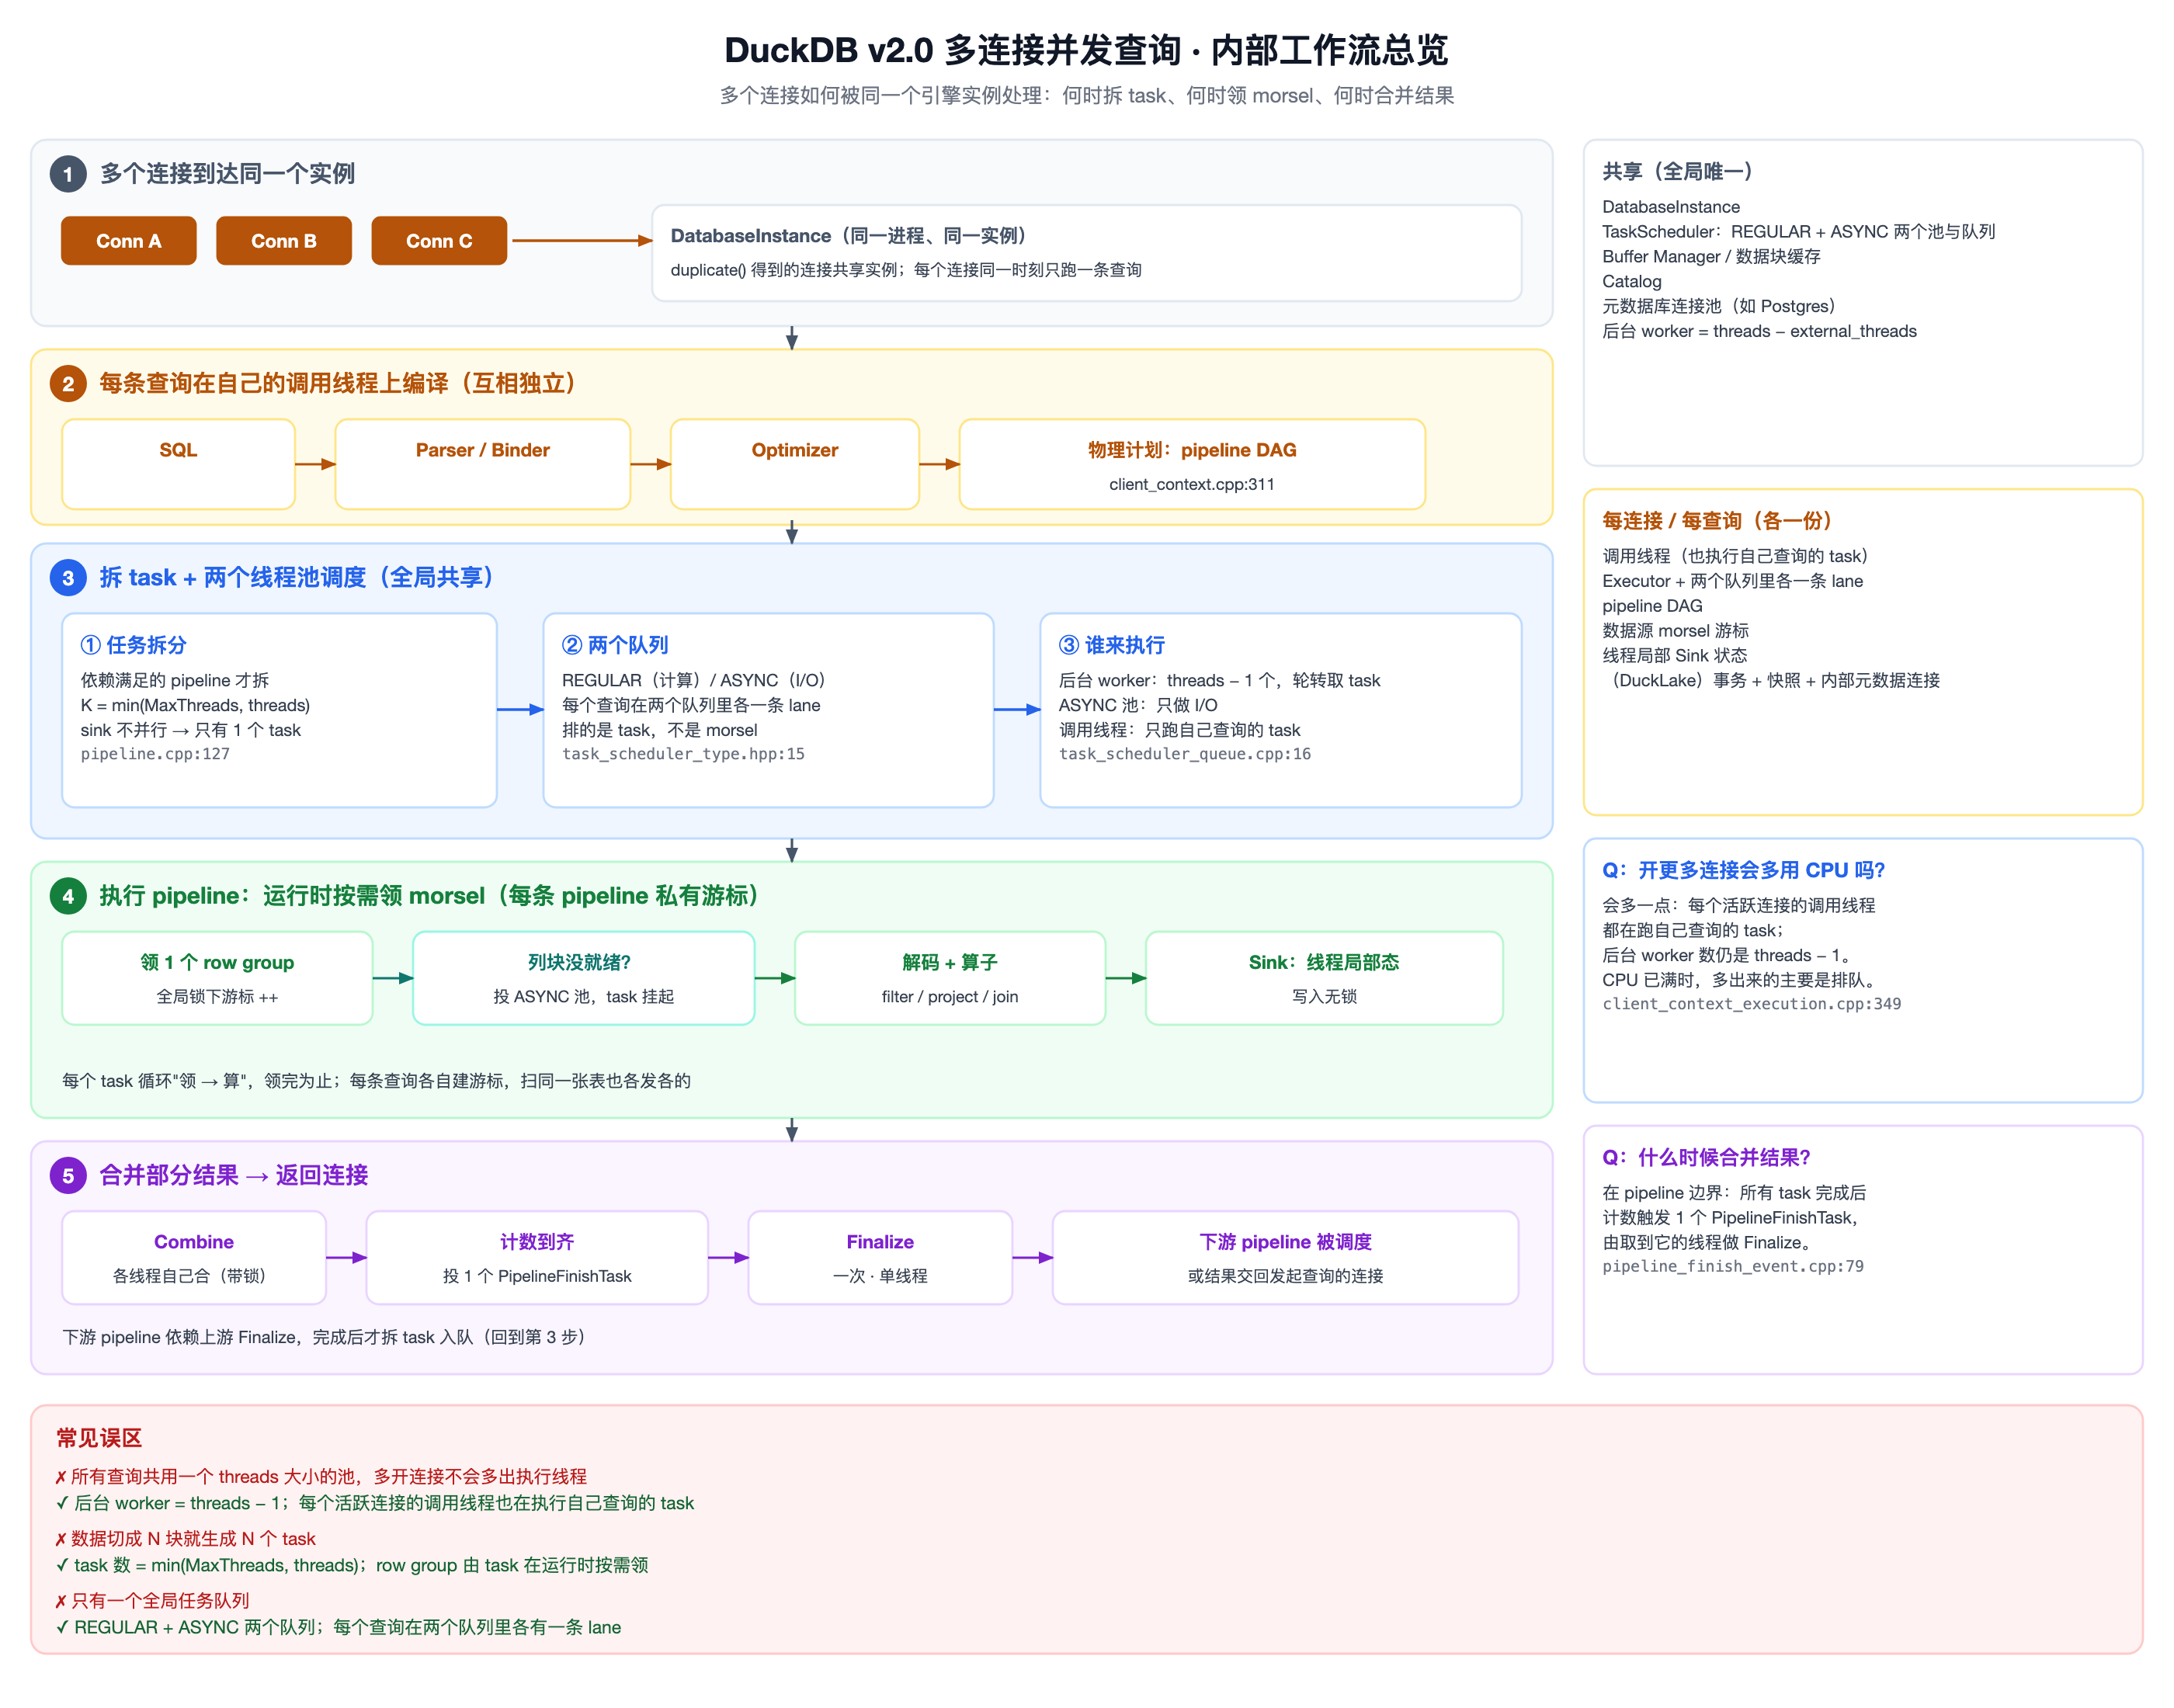 DuckDB v2.0 多连接并发查询 · 内部工作流总览
多个连接如何被同一个引擎实例处理：何时拆 task、何时领 morsel、何时合并结果
1 多个连接到达同一个实例
Conn A
Conn B
Conn C
DatabaseInstance（同一进程、同一实例）
duplicate() 得到的连接共享实例；每个连接同一时刻只跑一条查询
2 每条查询在自己的调用线程上编译（互相独立）
SQL
Parser / Binder
Optimizer
物理计划：pipeline DAG
client_context.cpp:311
3 拆 task + 两个线程池调度（全局共享）
① 任务拆分
依赖满足的 pipeline 才拆
K = min(MaxThreads, threads)
sink 不并行 → 只有 1 个 task
pipeline.cpp:127
② 两个队列
REGULAR（计算）/ ASYNC（I/O）
每个查询在两个队列里各一条 lane
排的是 task，不是 morsel
task_scheduler_type.hpp:15
③ 谁来执行
后台 worker：threads − 1 个，轮转取 task
ASYNC 池：只做 I/O
调用线程：只跑自己查询的 task
task_scheduler_queue.cpp:16
4 执行 pipeline：运行时按需领 morsel（每条 pipeline 私有游标）
领 1 个 row group
全局锁下游标 ++
列块没就绪？
投 ASYNC 池，task 挂起
解码 + 算子
filter / project / join
Sink：线程局部态
写入无锁
每个 task 循环"领 → 算"，领完为止；每条查询各自建游标，扫同一张表也各发各的
5 合并部分结果 → 返回连接
Combine
各线程自己合（带锁）
计数到齐
投 1 个 PipelineFinishTask
Finalize
一次 · 单线程
下游 pipeline 被调度
或结果交回发起查询的连接
下游 pipeline 依赖上游 Finalize，完成后才拆 task 入队（回到第 3 步）
共享（全局唯一）
DatabaseInstance
TaskScheduler：REGULAR + ASYNC 两个池与队列
Buffer Manager / 数据块缓存
Catalog
元数据库连接池（如 Postgres）
后台 worker = threads − external_threads
每连接 / 每查询（各一份）
调用线程（也执行自己查询的 task）
Executor + 两个队列里各一条 lane
pipeline DAG
数据源 morsel 游标
线程局部 Sink 状态
（DuckLake）事务 + 快照 + 内部元数据连接
Q：开更多连接会多用 CPU 吗？
会多一点：每个活跃连接的调用线程
都在跑自己查询的 task；
后台 worker 数仍是 threads − 1。
CPU 已满时，多出来的主要是排队。
client_context_execution.cpp:349
Q：什么时候合并结果？
在 pipeline 边界：所有 task 完成后
计数触发 1 个 PipelineFinishTask，
由取到它的线程做 Finalize。
pipeline_finish_event.cpp:79
常见误区
✗ 所有查询共用一个 threads 大小的池，多开连接不会多出执行线程
✓ 后台 worker = threads − 1；每个活跃连接的调用线程也在执行自己查询的 task
✗ 数据切成 N 块就生成 N 个 task
✓ task 数 = min(MaxThreads, threads)；row group 由 task 在运行时按需领
✗ 只有一个全局任务队列
✓ REGULAR + ASYNC 两个队列；每个查询在两个队列里各有一条 lane